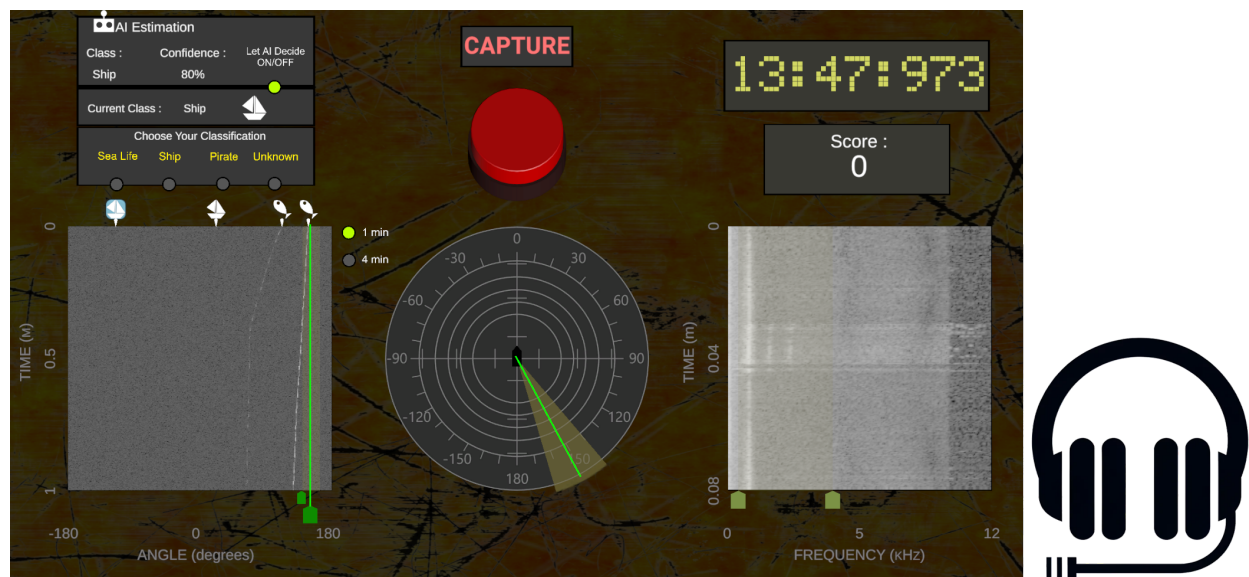 AI Estimation
Class :
Confidence :
Let AI Decide
ON/OFF
Ship
80%
Current Class :
Ship
Choose Your Classification
Sea Life
Ship
Pirate
Unknown
CAPTURE
13:47:973
Score :
0
1 min
4 min
0
0.5
1
TIME (м)
-180
0
180
ANGLE (degrees)
0
30
60
90
120
150
180
-150
-120
-90
-60
-30
0
0.04
0.08
TIME (m)
0
5
12
FREQUENCY (кHz)